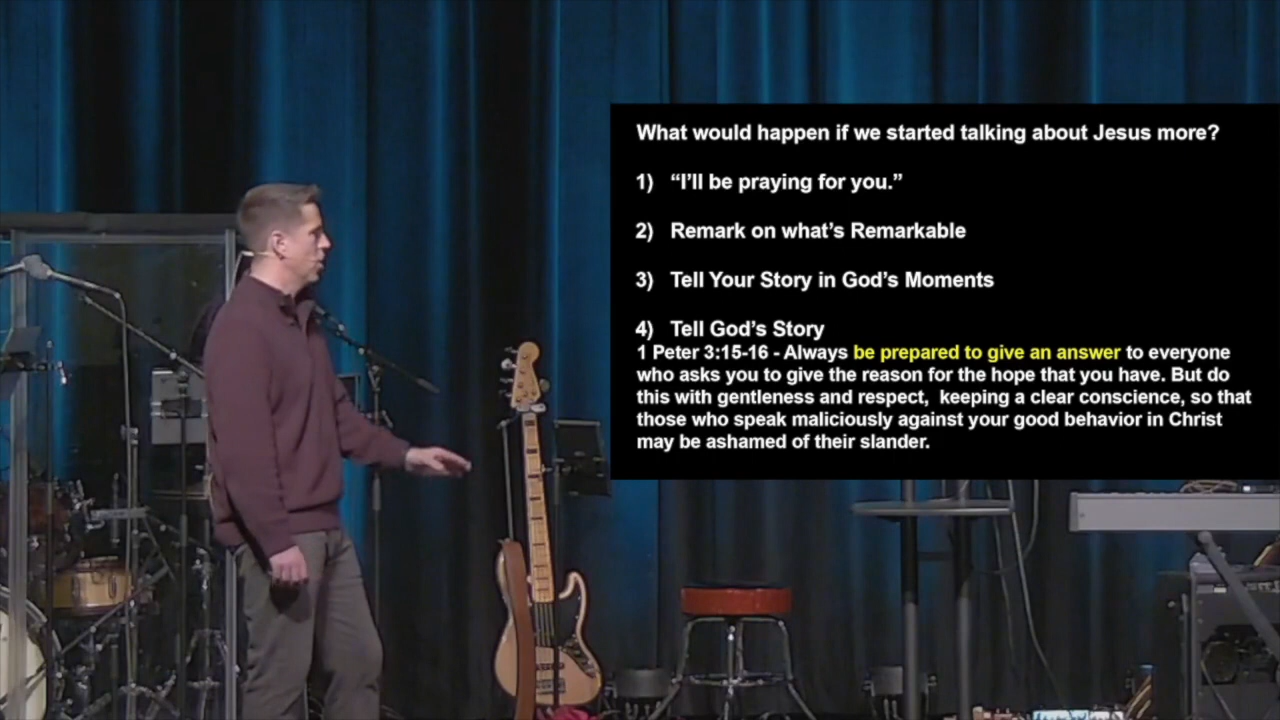 What would happen if we started talking about Jesus more?
1) “I’ll be praying for you.”
2) Remark on what’s Remarkable
3) Tell Your Story in God’s Moments
4) Tell God’s Story
1 Peter 3:15-16 - Always be prepared to give an answer to everyone
who asks you to give the reason for the hope that you have. But do
this with gentleness and respect, keeping a clear conscience, so that
those who speak maliciously against your good behavior in Christ
may be ashamed of their slander.